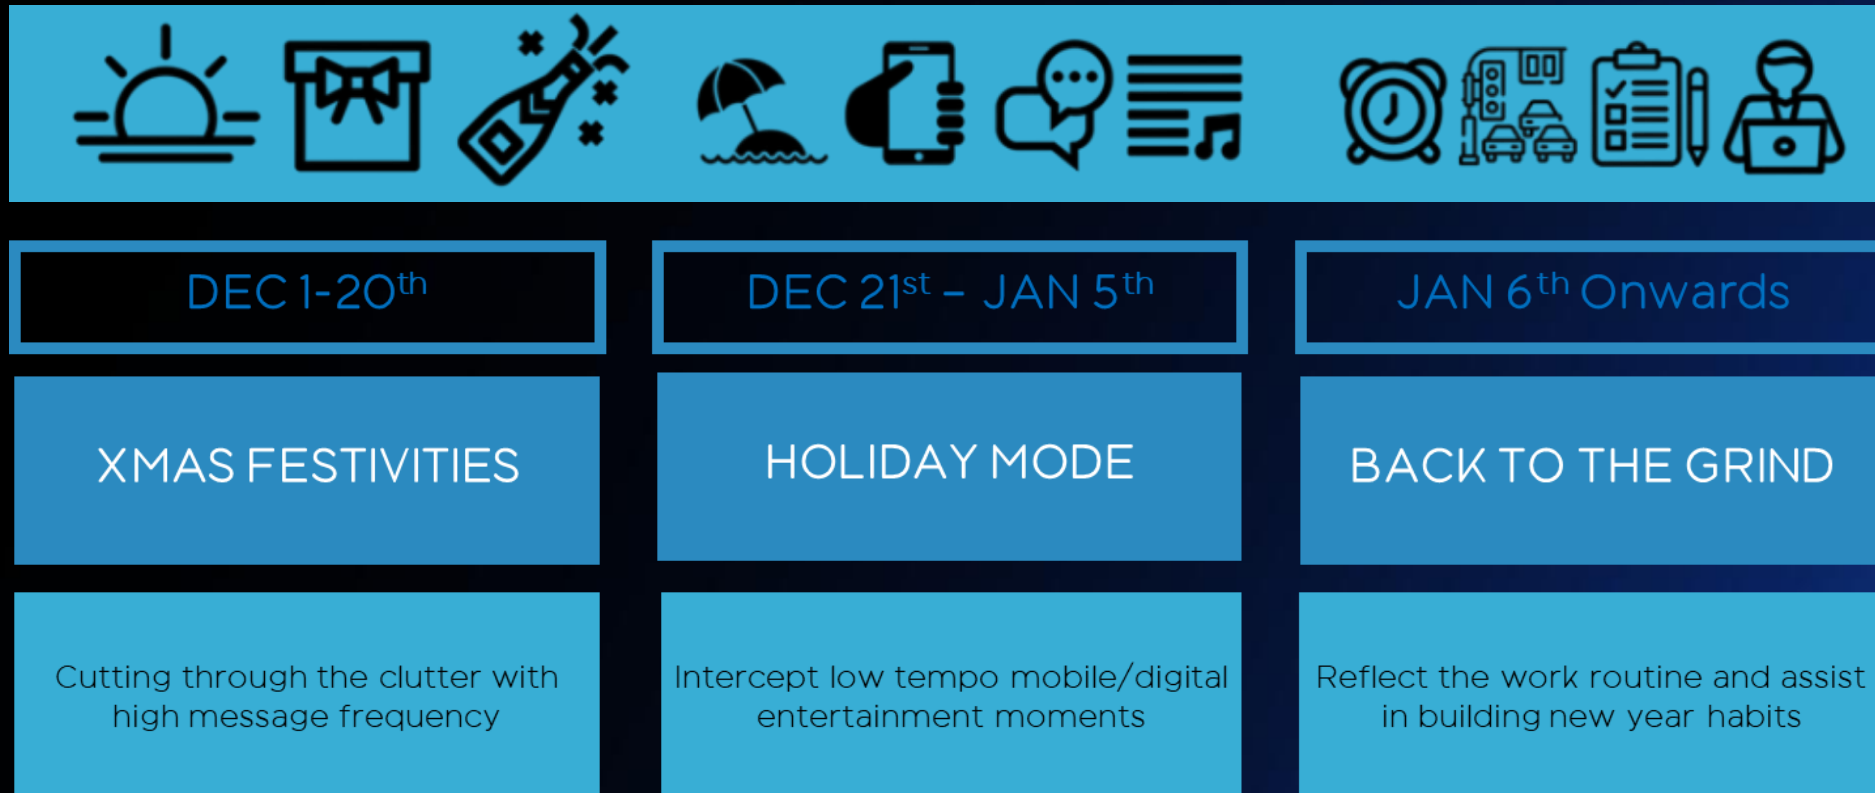 DEC 1-20th
DEC 21st – JAN 5th
JAN 6th Onwards
XMAS FESTIVITIES
HOLIDAY MODE
BACK TO THE GRIND
Cutting through the clutter with
high message frequency
Intercept low tempo mobile/digital
entertainment moments
Reflect the work routine and assist
in building new year habits